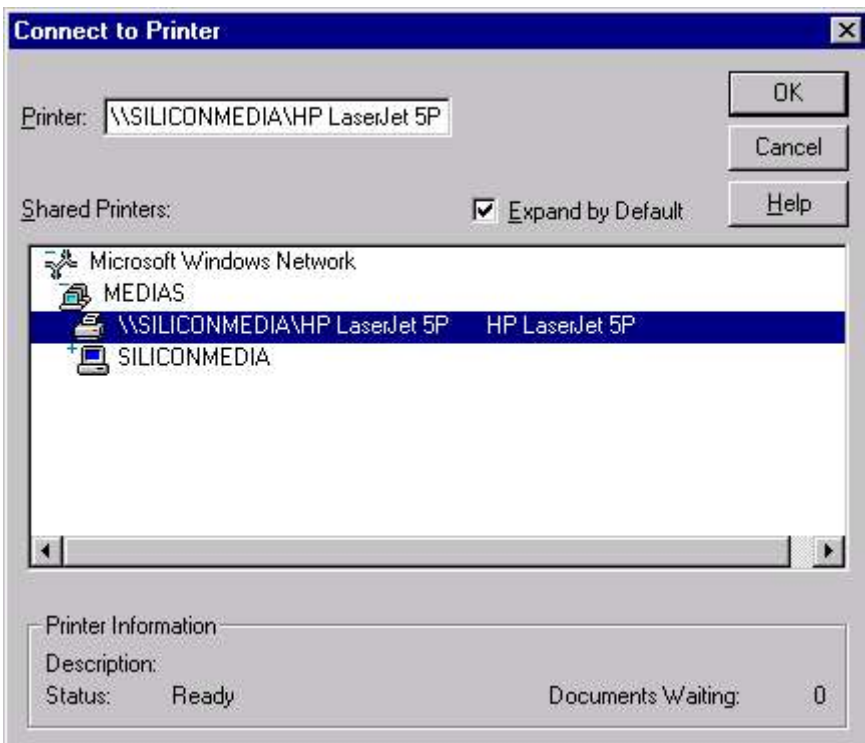 Connect to Printer
Printer: \\SILICONMEDIA\HP LaserJet 5P
OK
Cancel
Shared Printers:
Expand by Default
Help
Microsoft Windows Network
MEDIAS
\\SILICONMEDIA\HP LaserJet 5P HP LaserJet 5P
SILICONMEDIA
Printer Information
Description:
Status: Ready Documents Waiting: 0